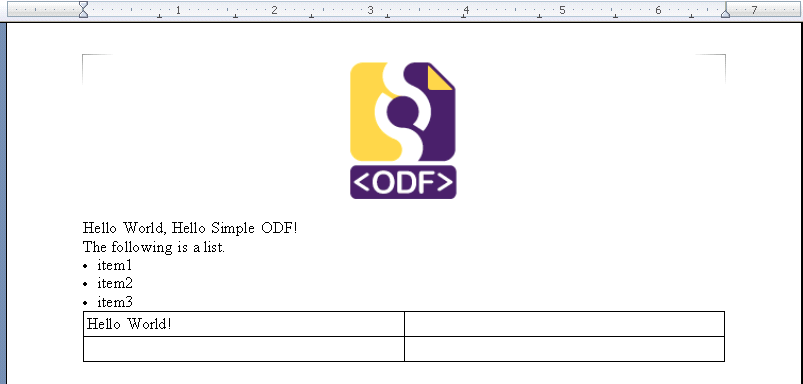 1 2 3 4 5 6 7
<ODF>
Hello World, Hello Simple ODF!
The following is a list.
• item1
• item2
• item3
Hello World!